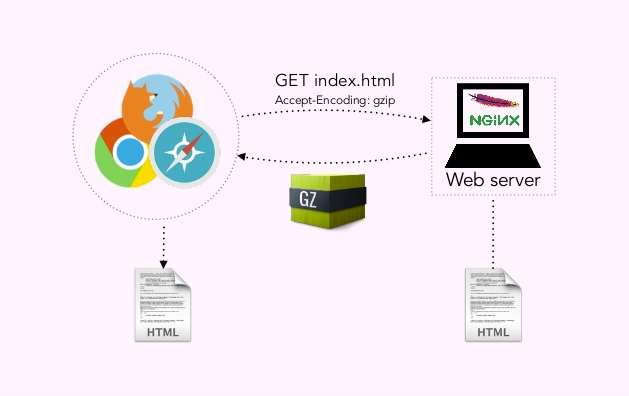 GET index.html
Accept-Encoding: gzip
NGiNX
Web server
GZ
HTML
HTML